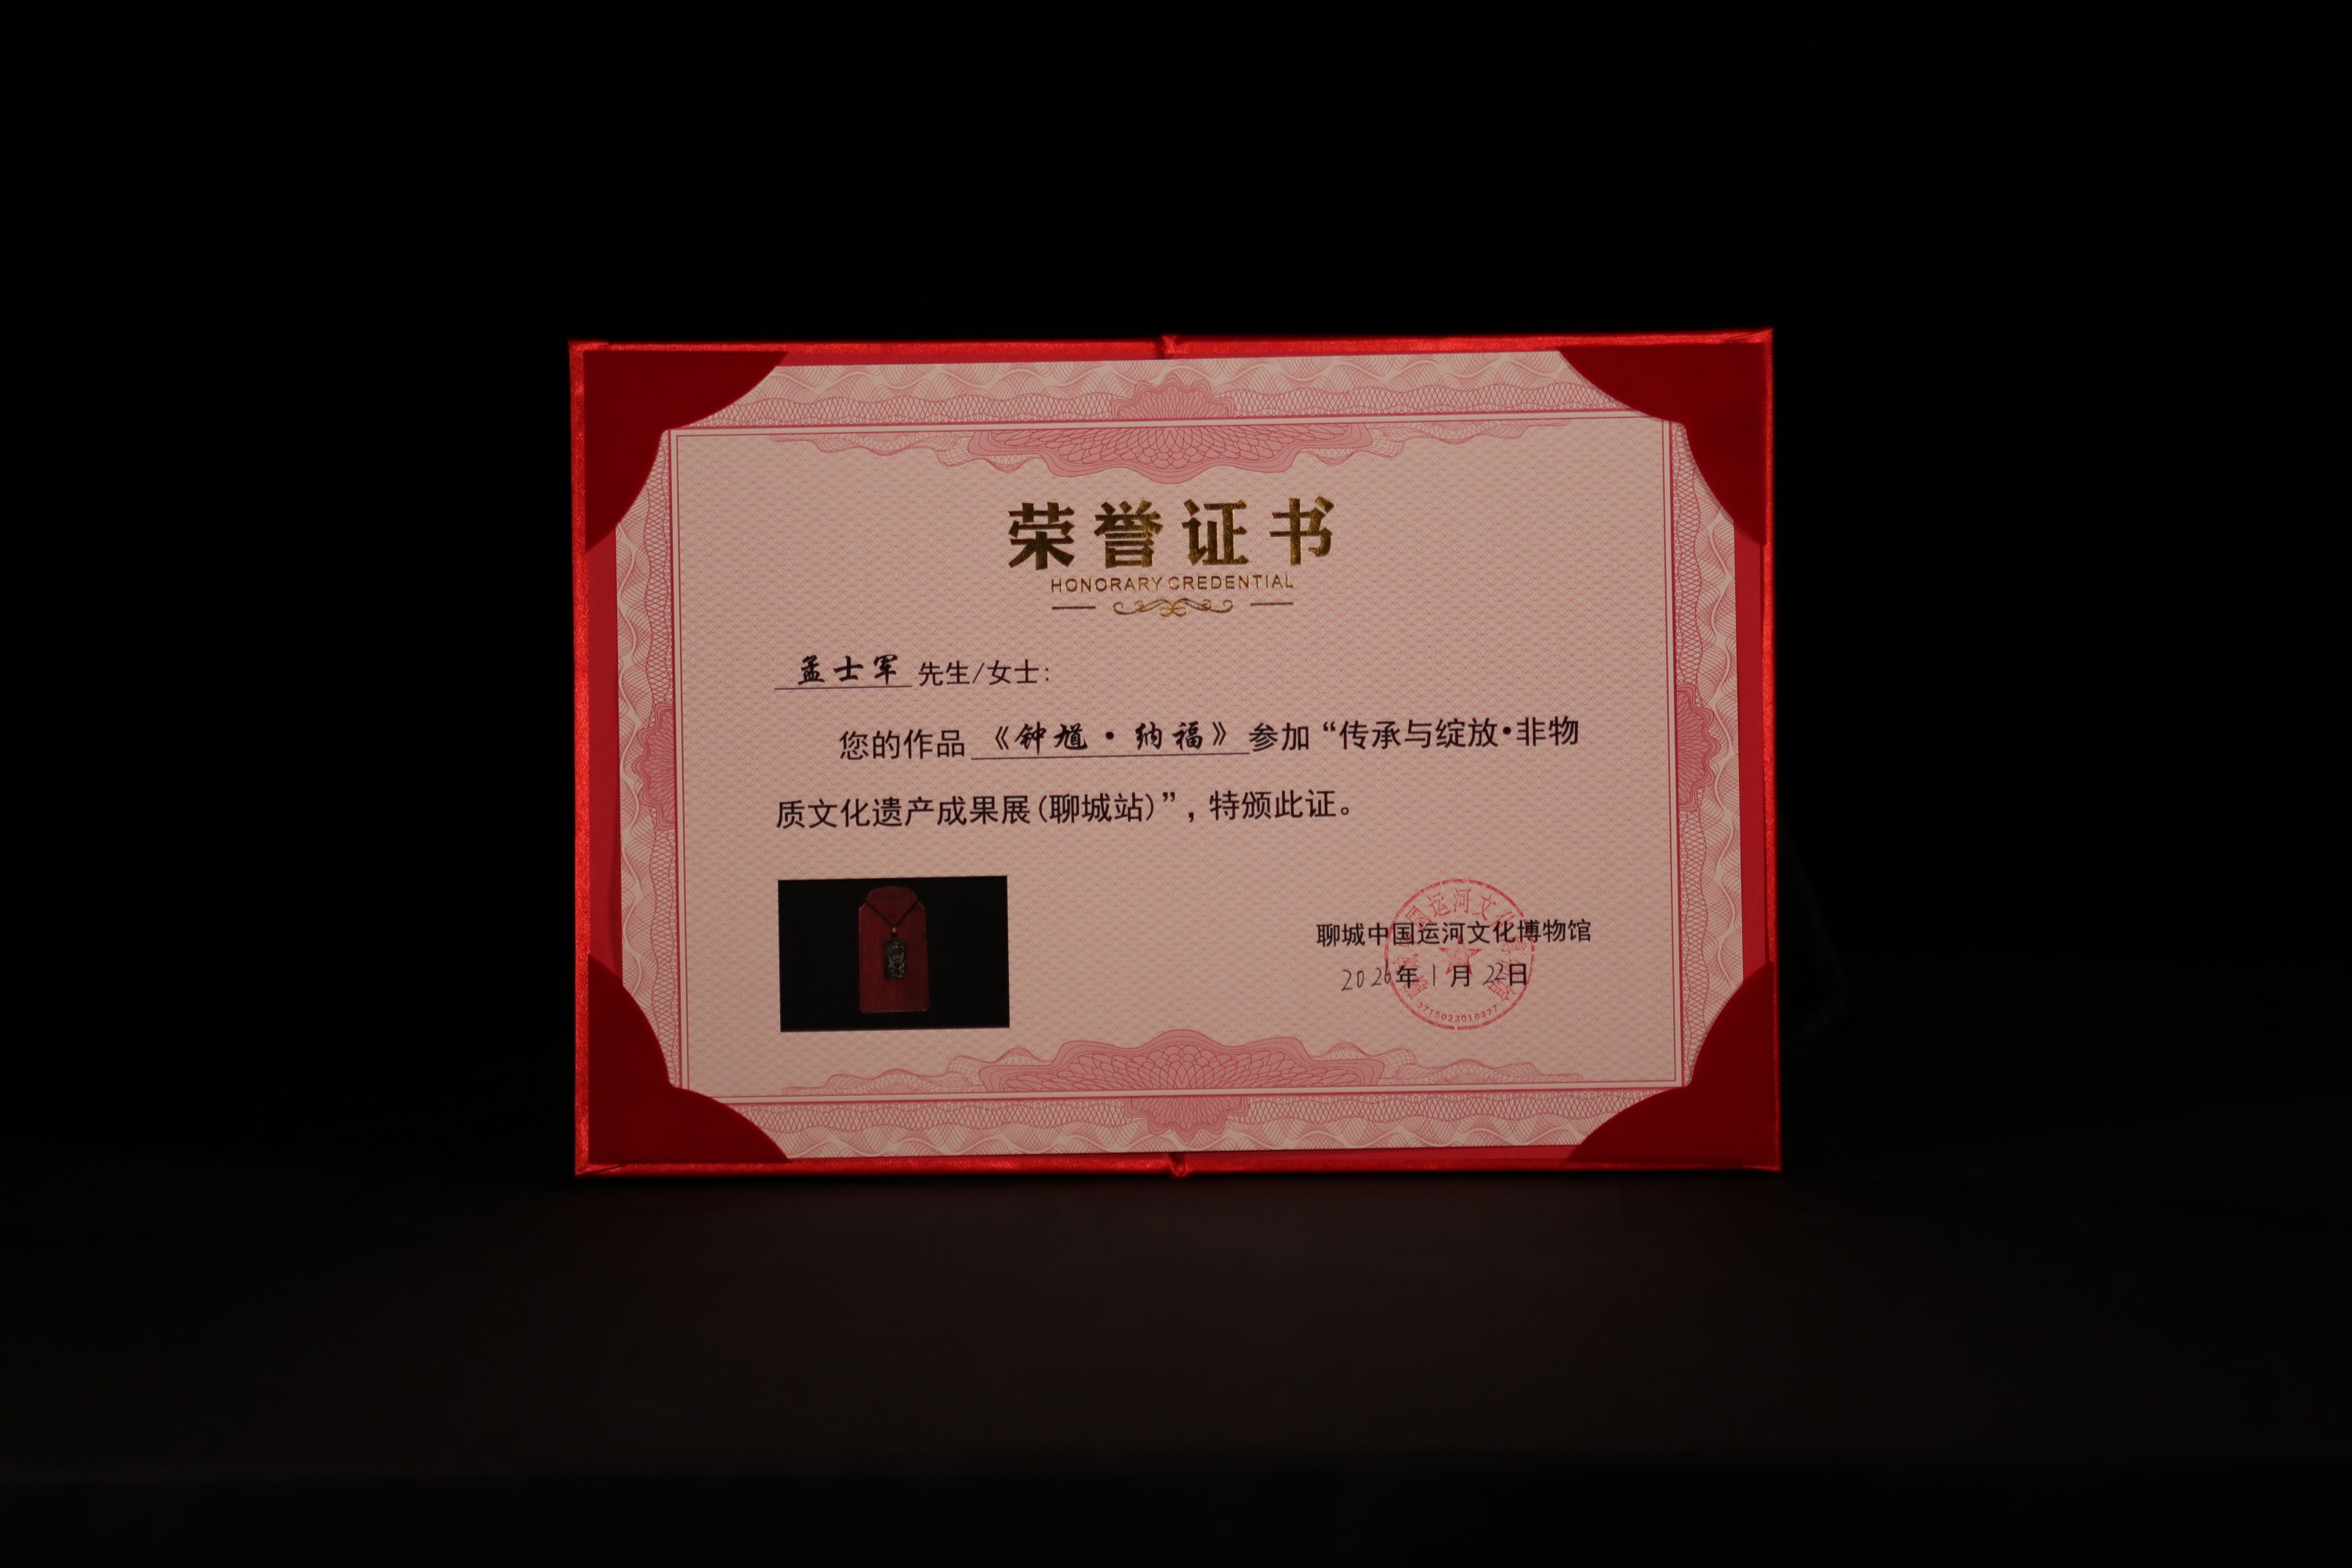 荣誉证书
HONORARY CREDENTIAL
孟士军 先生/女士:
您的作品《钟馗·纳福》参加“传承与绽放·非物
质文化遗产成果展(聊城站)”,特颁此证。
聊城中国运河文化博物馆
2026年1月22日
3715023010327